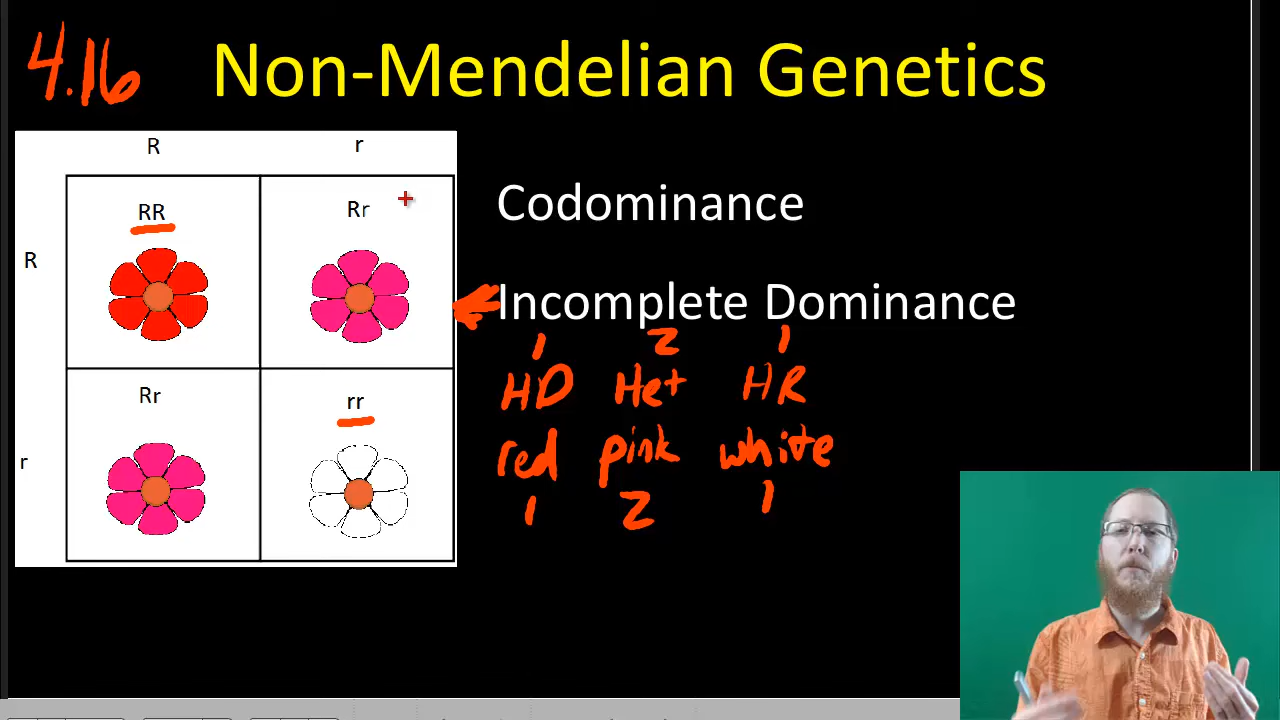 4.16 Non-Mendelian Genetics
R r
RR Rr
R
Rr rr
r
Codominance
Incomplete Dominance
1 2 1
HD Het HR
red pink white
1 2 1